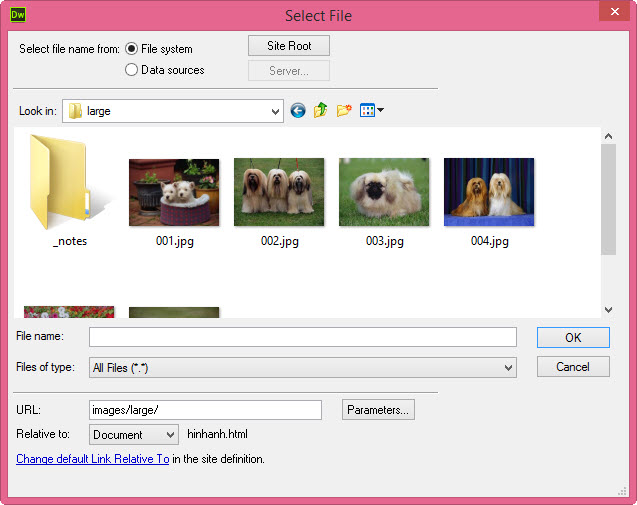 Dw
Select File
Select file name from: File system
Site Root
Data sources
Server...
Look in: large
_notes
001.jpg
002.jpg
003.jpg
004.jpg
File name:
OK
Files of type: All Files (*.*)
Cancel
URL: images/large/
Parameters...
Relative to: Document hinhanh.html
Change default Link Relative To in the site definition.